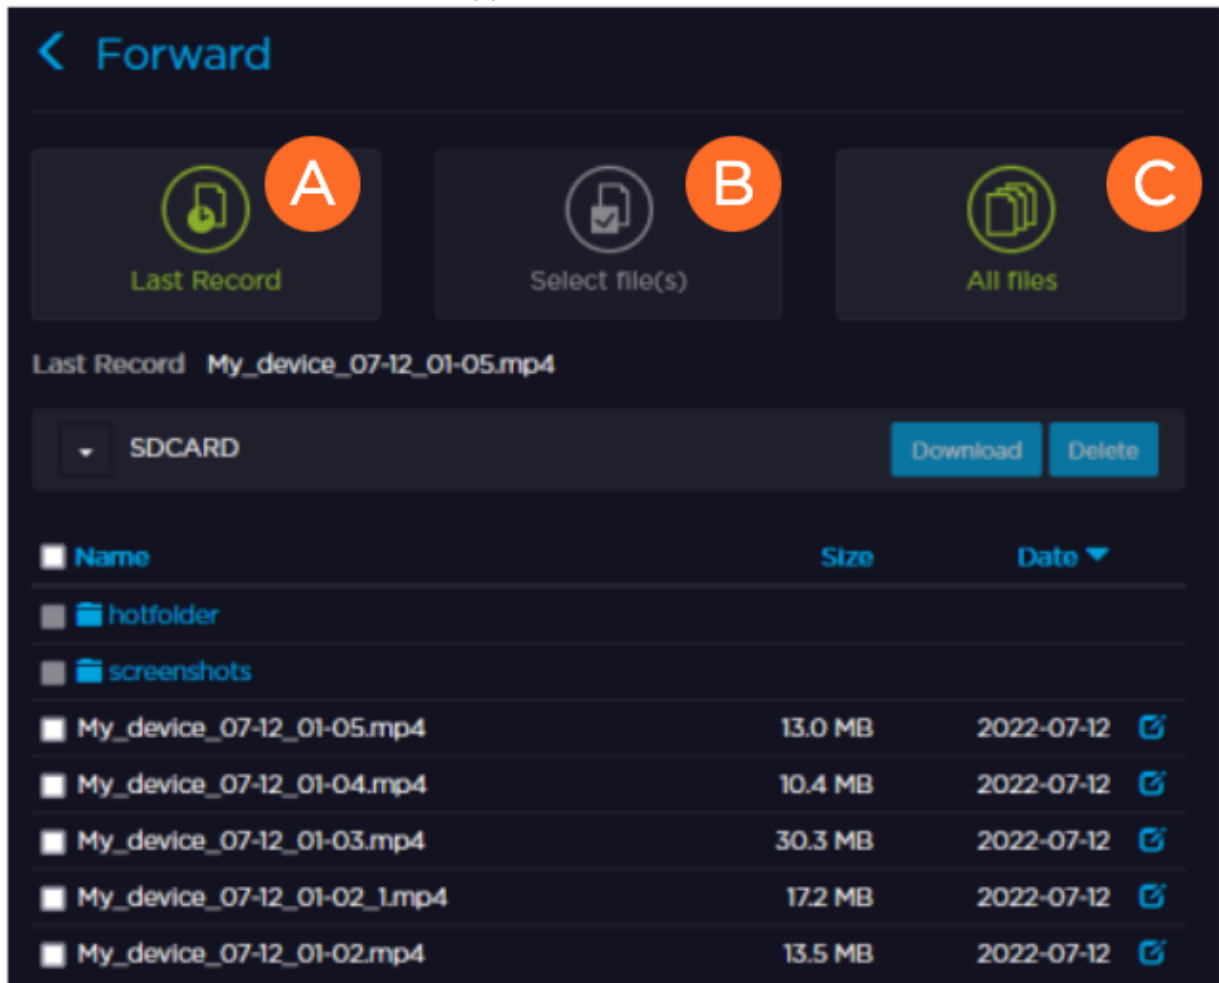 Forward
A
B
C
Last Record
Select file(s)
All files
Last Record My_device_07-12_01-05.mp4
SDCARD Download Delete
Name Size Date
hotfolder
screenshots
My_device_07-12_01-05.mp4 13.0 MB 2022-07-12
My_device_07-12_01-04.mp4 10.4 MB 2022-07-12
My_device_07-12_01-03.mp4 30.3 MB 2022-07-12
My_device_07-12_01-02_1.mp4 17.2 MB 2022-07-12
My_device_07-12_01-02.mp4 13.5 MB 2022-07-12